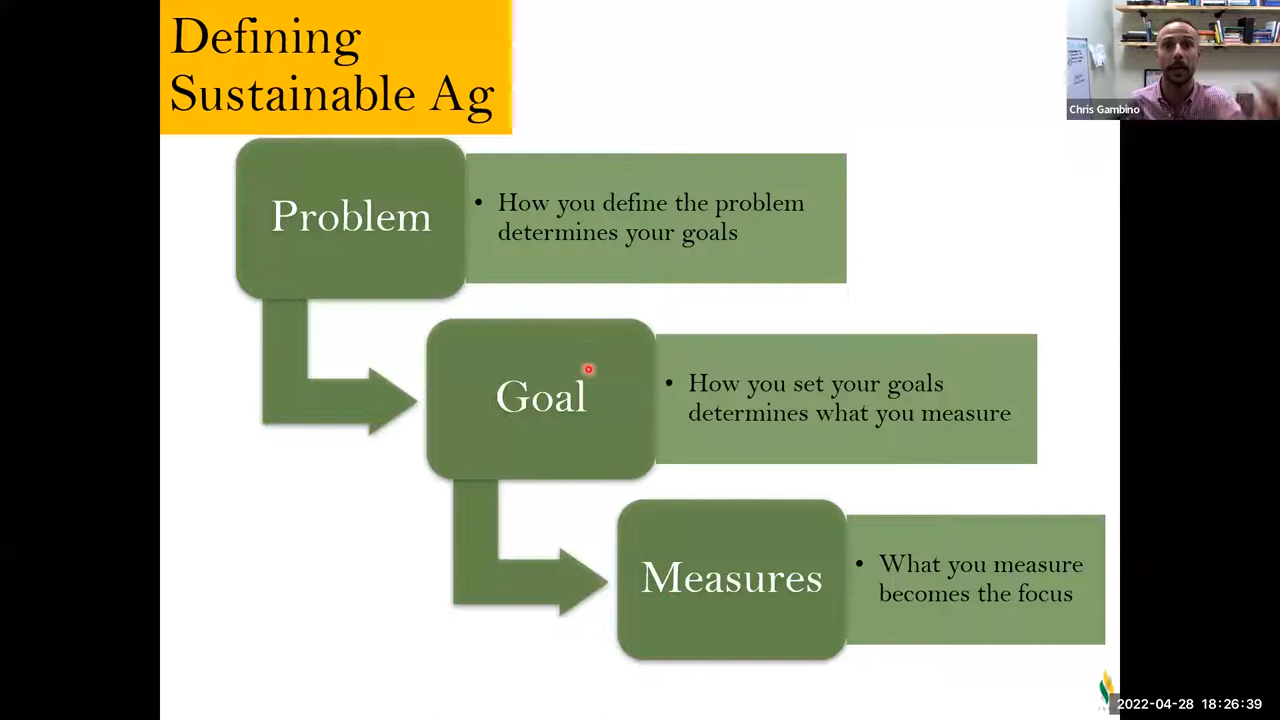 Defining
Sustainable Ag
Chris Gambino
Problem
• How you define the problem
determines your goals
Goal
• How you set your goals
determines what you measure
Measures
• What you measure
becomes the focus
2022-04-28 18:26:39